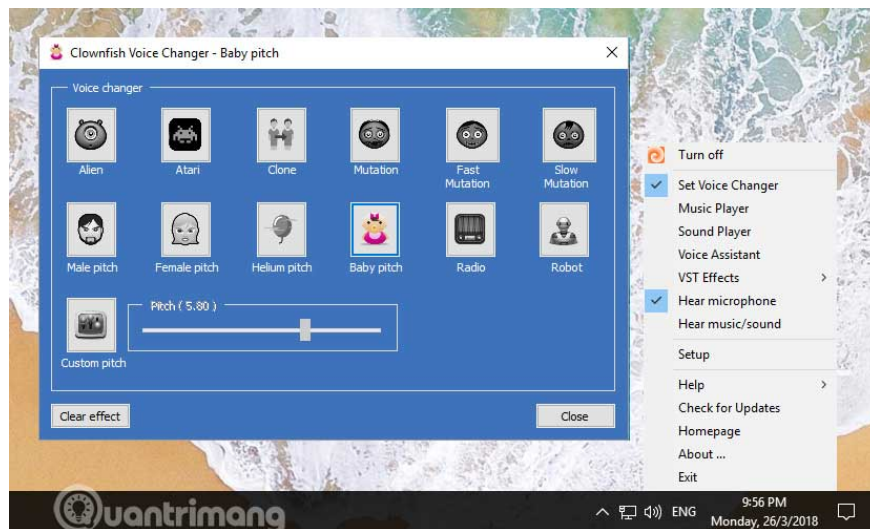 Clownfish Voice Changer - Baby pitch
Voice changer
Alien
Atari
Clone
Mutation
Fast
Mutation
Slow
Mutation
Male pitch
Female pitch
Helium pitch
Baby pitch
Radio
Robot
Custom pitch
Pitch ( 5.80 )
Clear effect
Close
Turn off
Set Voice Changer
Music Player
Sound Player
Voice Assistant
VST Effects
Hear microphone
Hear music/sound
Setup
Help
Check for Updates
Homepage
About ...
Exit
Quantrimang
ENG
9:56 PM
Monday, 26/3/2018